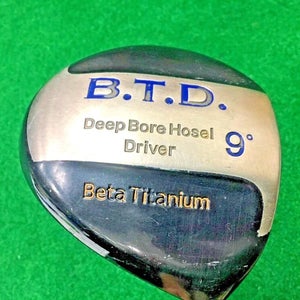 B.T.D.
Deep Bore Hosel
Driver 9°
Beta Titanium